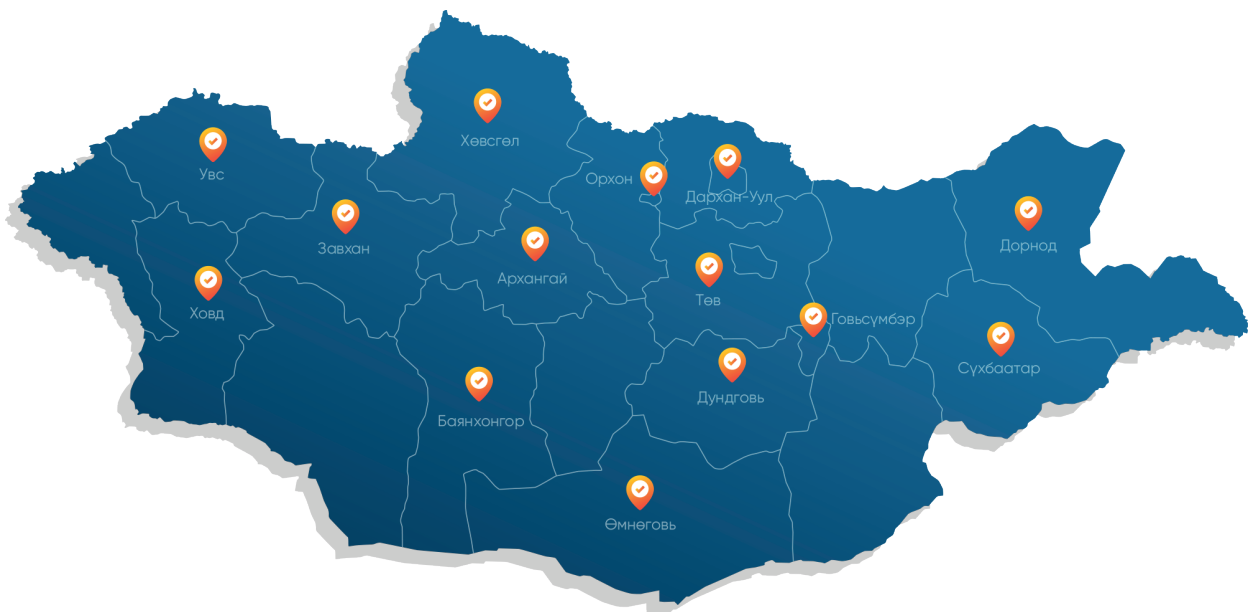 Хөвсгөл
Увс
Орхон
Дархан-Уул
Завхан
Дорнод
Архангай
Төв
Ховд
Говьсүмбэр
Сүхбаатар
Дундговь
Баянхонгор
Өмнөговь